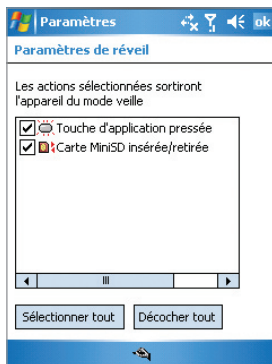 Paramètres
ok
Paramètres de réveil
Les actions sélectionnées sortiront
l'appareil du mode veille
Touche d'application pressée
Carte MiniSD insérée/retirée
Sélectionner tout
Décocher tout